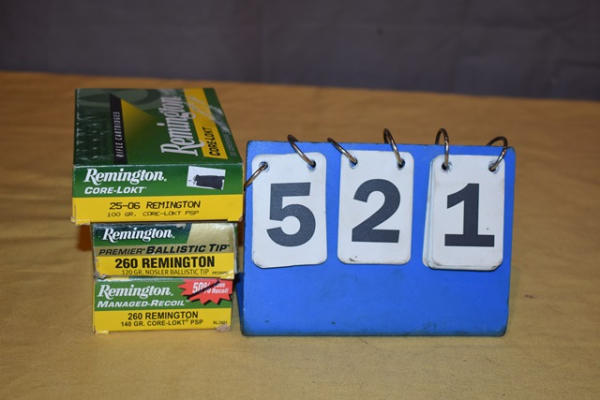 RIFLE CARTRIDGES
Remington
CORE-LOKT
Remington
CORE-LOKT
25-06 REMINGTON
100 GR. CORE-LOKT PSP
Remington
PREMIER BALLISTIC TIP
260 REMINGTON
120 GR. NOSLER BALLISTIC TIP
Remington
MANAGED-RECOIL
50%
260 REMINGTON
140 GR. CORE-LOKT PSP
5 2 1